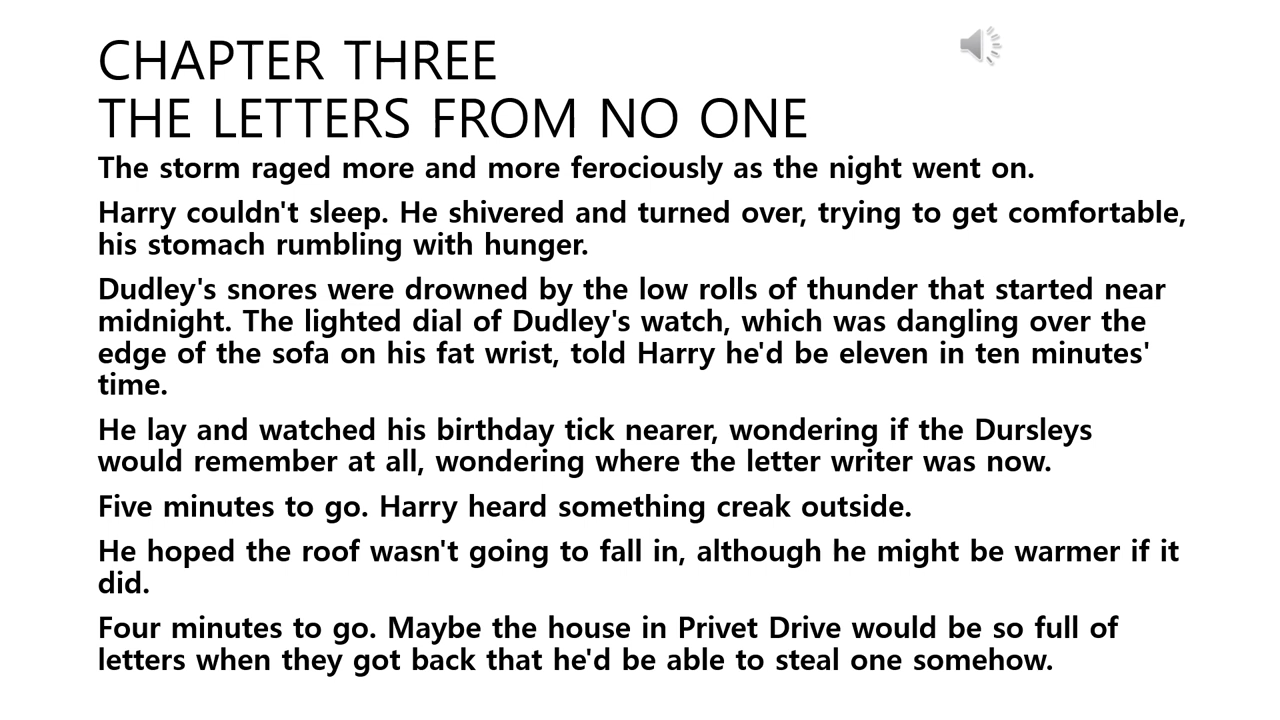 CHAPTER THREE
THE LETTERS FROM NO ONE
The storm raged more and more ferociously as the night went on.
Harry couldn't sleep. He shivered and turned over, trying to get comfortable,
his stomach rumbling with hunger.
Dudley's snores were drowned by the low rolls of thunder that started near
midnight. The lighted dial of Dudley's watch, which was dangling over the
edge of the sofa on his fat wrist, told Harry he'd be eleven in ten minutes'
time.
He lay and watched his birthday tick nearer, wondering if the Dursleys
would remember at all, wondering where the letter writer was now.
Five minutes to go. Harry heard something creak outside.
He hoped the roof wasn't going to fall in, although he might be warmer if it
did.
Four minutes to go. Maybe the house in Privet Drive would be so full of
letters when they got back that he'd be able to steal one somehow.